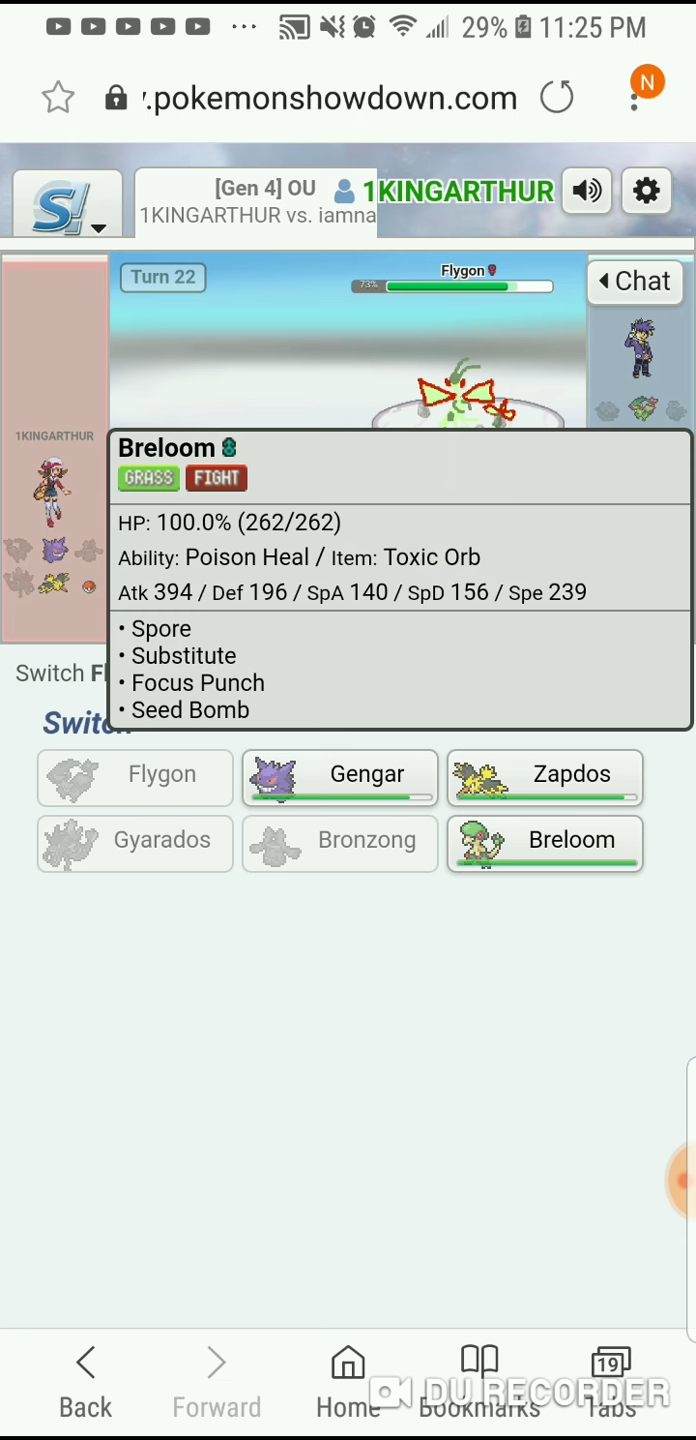 ... 29% 11:25 PM
.pokemonshowdown.com
N
S!
[Gen 4] OU
1KINGARTHUR vs. iamna
1KINGARTHUR
Turn 22
Flygon
73%
Chat
1KINGARTHUR
Breloom
GRASS FIGHT
HP: 100.0% (262/262)
Ability: Poison Heal / Item: Toxic Orb
Atk 394 / Def 196 / SpA 140 / SpD 156 / Spe 239
• Spore
• Substitute
• Focus Punch
• Seed Bomb
Switch Fl
Switch
Flygon Gengar Zapdos
Gyarados Bronzong Breloom
19
Back Forward Home Bookmarks Tabs
DU RECORDER